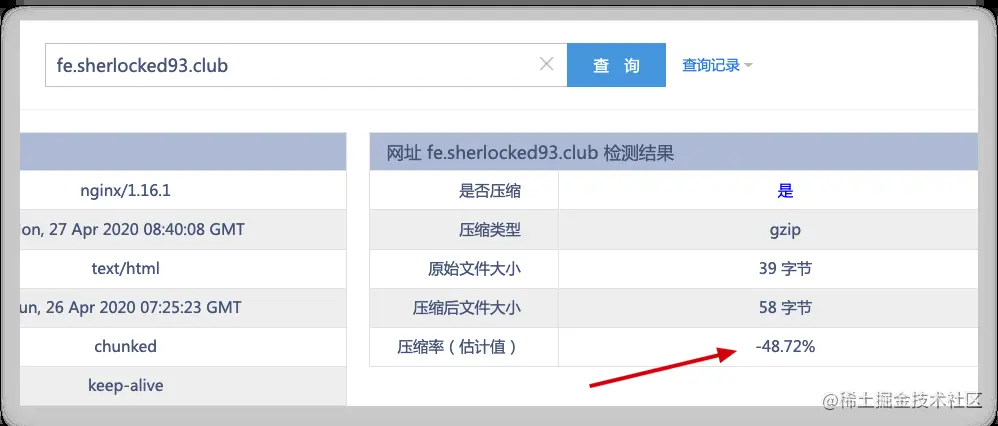 fe.sherlocked93.club × 查 询 查询记录
网址 fe.sherlocked93.club 检测结果
nginx/1.16.1 是否压缩 是
on, 27 Apr 2020 08:40:08 GMT 压缩类型 gzip
text/html 原始文件大小 39 字节
un, 26 Apr 2020 07:25:23 GMT 压缩后文件大小 58 字节
chunked 压缩率（估计值） -48.72%
keep-alive
@稀土掘金技术社区